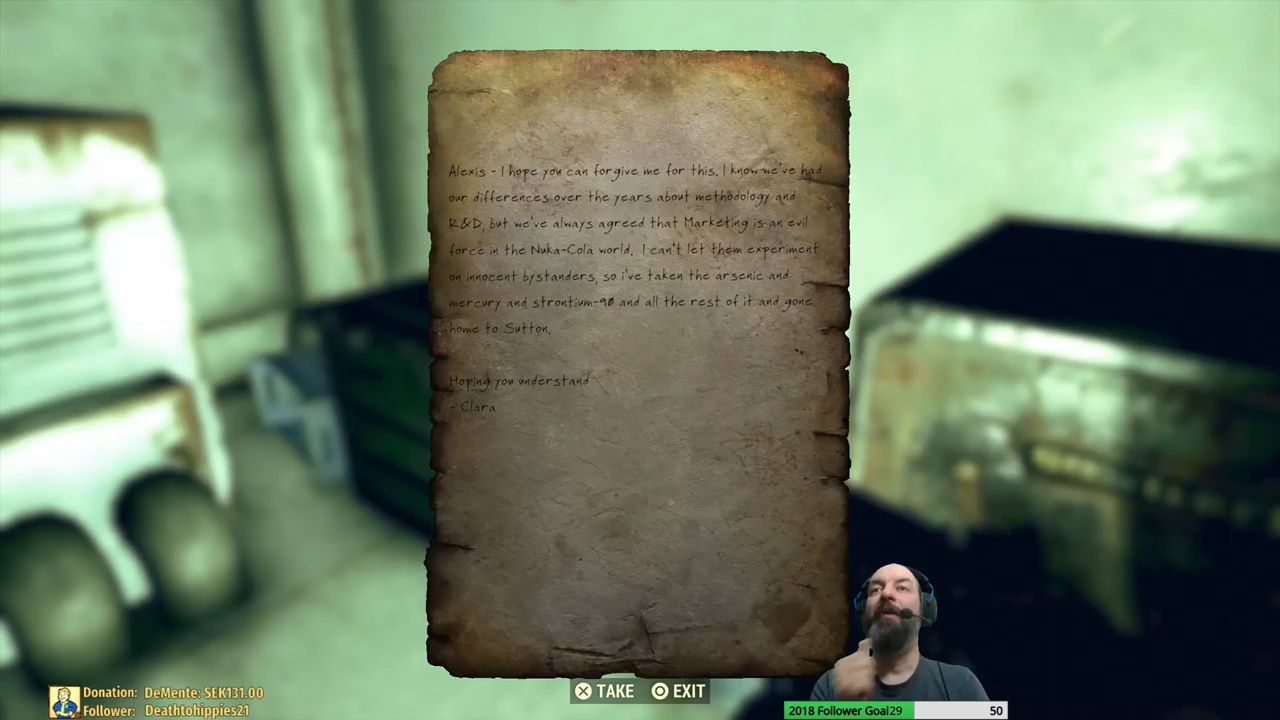 Alexis - I hope you can forgive me for this. I know we've had
our differences over the years about methodology and
R&D, but we've always agreed that Marketing is an evil
force in the Nuka-Cola world. I can't let them experiment
on innocent bystanders, so i've taken the arsenic and
mercury and strontium-90 and all the rest of it and gone
home to Sutton.
Hoping you understand
- Clara
TAKE EXIT
Donation: DeMente: SEK131.00
Follower: Deathtohippies21
2018 Follower Goal 29 50